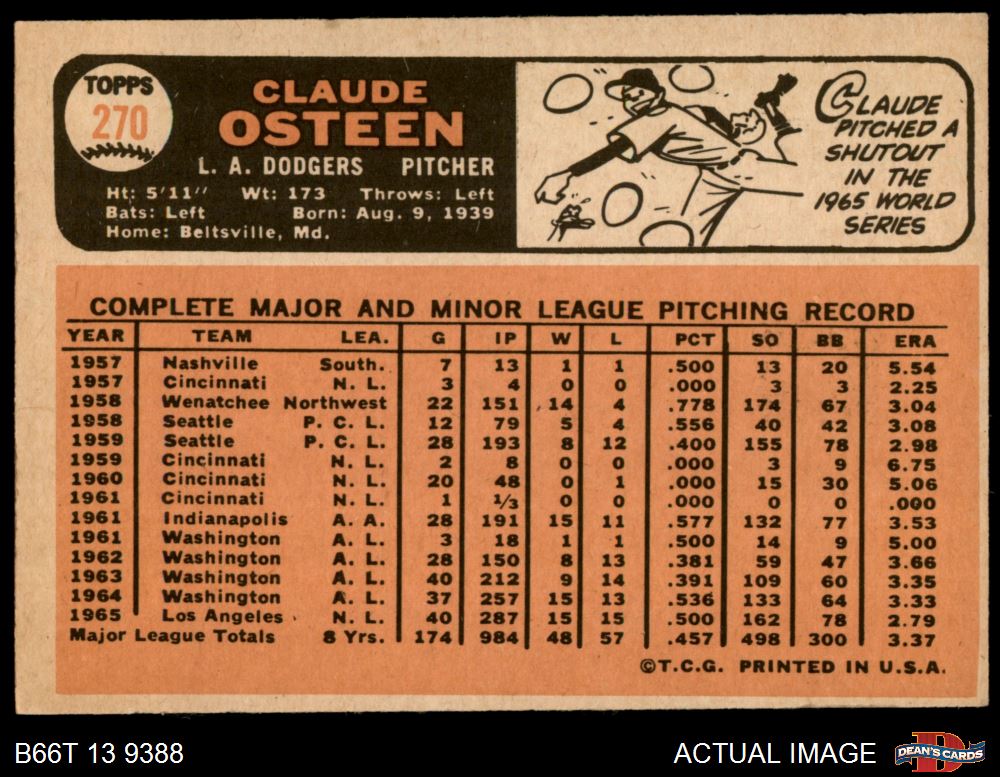 TOPPS
270
CLAUDE
OSTEEN
L. A. DODGERS PITCHER
Ht: 5'11" Wt: 173 Throws: Left
Bats: Left Born: Aug. 9, 1939
Home: Beltsville, Md.
CLAUDE
PITCHED A
SHUTOUT
IN THE
1965 WORLD
SERIES
COMPLETE MAJOR AND MINOR LEAGUE PITCHING RECORD
YEAR TEAM LEA. G IP W L PCT SO BB ERA
1957 Nashville South. 7 13 1 1 .500 13 20 5.54
1957 Cincinnati N. L. 3 4 0 0 .000 3 3 2.25
1958 Wenatchee Northwest 22 151 14 4 .778 174 67 3.04
1958 Seattle P. C. L. 12 79 5 4 .556 40 42 3.08
1959 Seattle P. C. L. 28 193 8 12 .400 155 78 2.98
1959 Cincinnati N. L. 2 8 0 0 .000 3 9 6.75
1960 Cincinnati N. L. 20 48 0 1 .000 15 30 5.06
1961 Cincinnati N. L. 1 1/3 0 0 .000 0 0 .000
1961 Indianapolis A. A. 28 191 15 11 .577 132 77 3.53
1961 Washington A. L. 3 18 1 1 .500 14 9 5.00
1962 Washington A. L. 28 150 8 13 .381 59 47 3.66
1963 Washington A. L. 40 212 9 14 .391 109 60 3.35
1964 Washington A. L. 37 257 15 13 .536 133 64 3.33
1965 Los Angeles N. L. 40 287 15 15 .500 162 78 2.79
Major League Totals 8 Yrs. 174 984 48 57 .457 498 300 3.37
©T.C.G. PRINTED IN U.S.A.
B66T 13 9388
ACTUAL IMAGE
D
DEAN'S CARDS